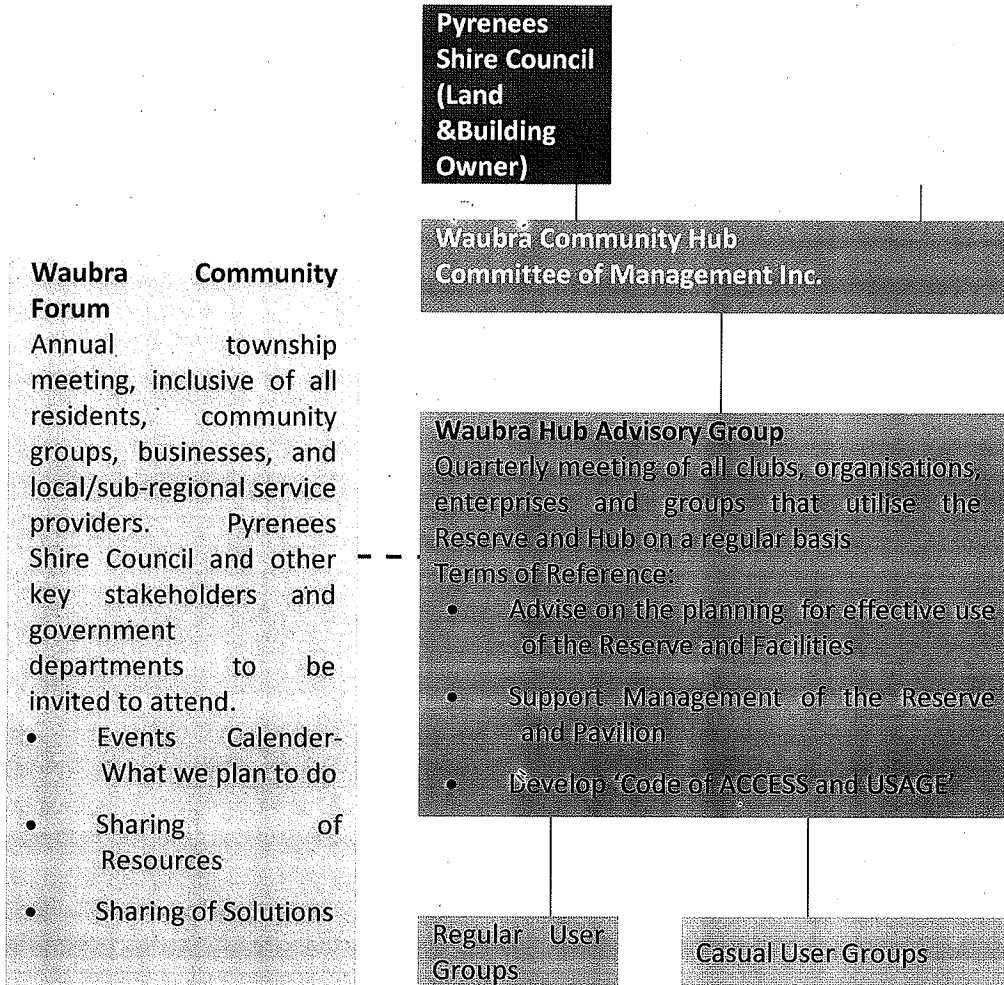 Pyrenees
Shire Council
(Land
&Building
Owner)
Waubra Community Hub
Committee of Management Inc.
Waubra Community
Forum
Annual township
meeting, inclusive of all
residents, community
groups, businesses, and
local/sub-regional service
providers. Pyrenees
Shire Council and other
key stakeholders and
government
departments to be
invited to attend.
• Events Calender-
What we plan to do
• Sharing of
Resources
• Sharing of Solutions
Waubra Hub Advisory Group
Quarterly meeting of all clubs, organisations,
enterprises and groups that utilise the
Reserve and Hub on a regular basis
Terms of Reference:
• Advise on the planning for effective use
of the Reserve and Facilities
• Support Management of the Reserve
and Pavilion
• Develop 'Code of ACCESS and USAGE'
Regular User
Groups
Casual User Groups